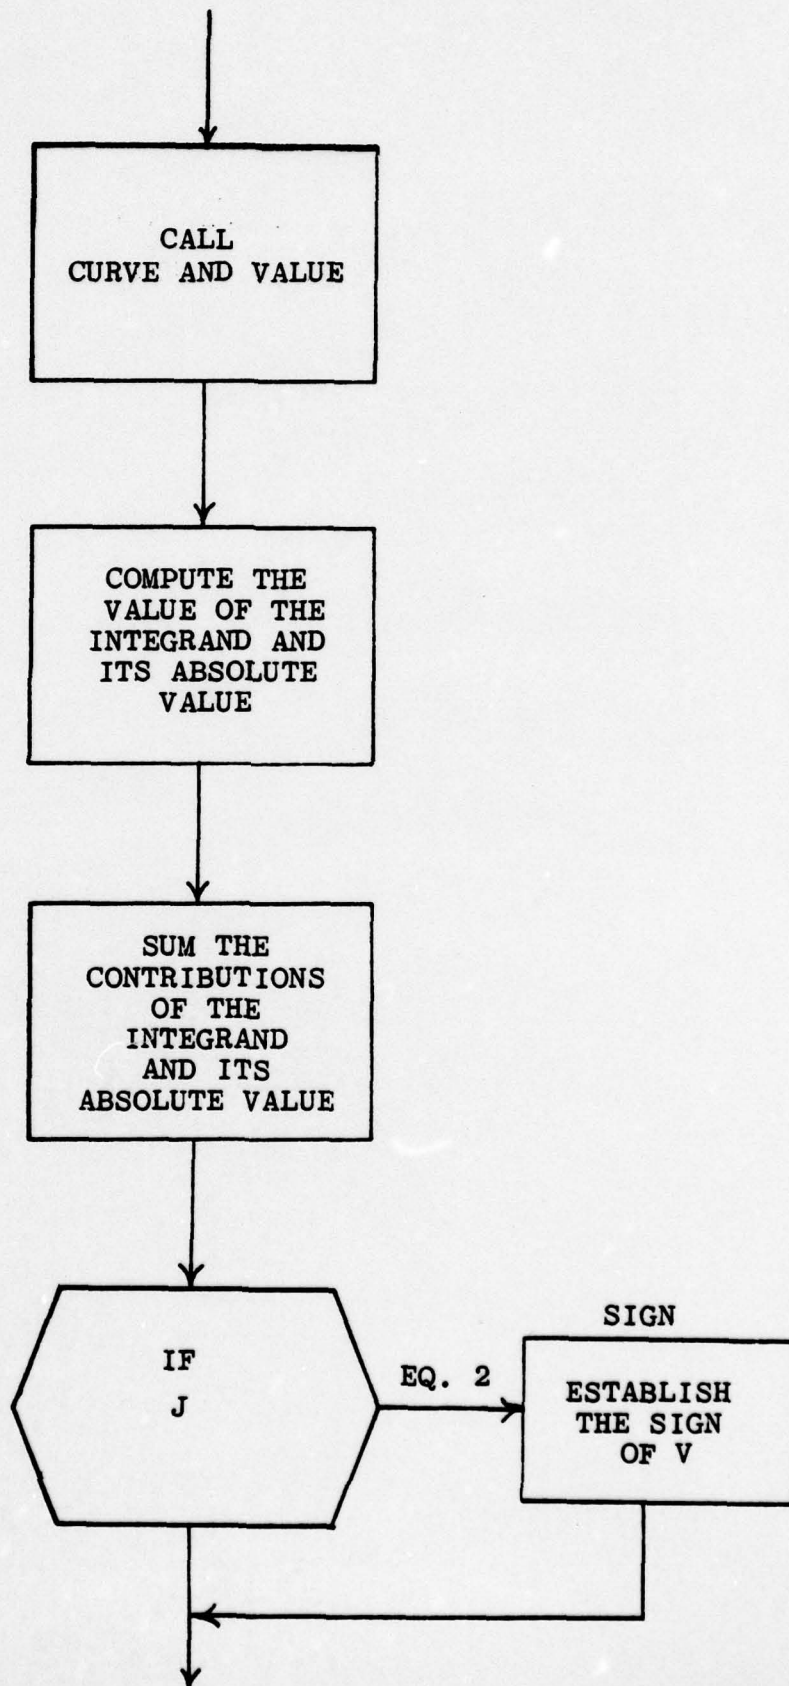 CALL
CURVE AND VALUE
COMPUTE THE
VALUE OF THE
INTEGRAND AND
ITS ABSOLUTE
VALUE
SUM THE
CONTRIBUTIONS
OF THE
INTEGRAND
AND ITS
ABSOLUTE VALUE
IF
J
EQ. 2
SIGN
ESTABLISH
THE SIGN
OF V